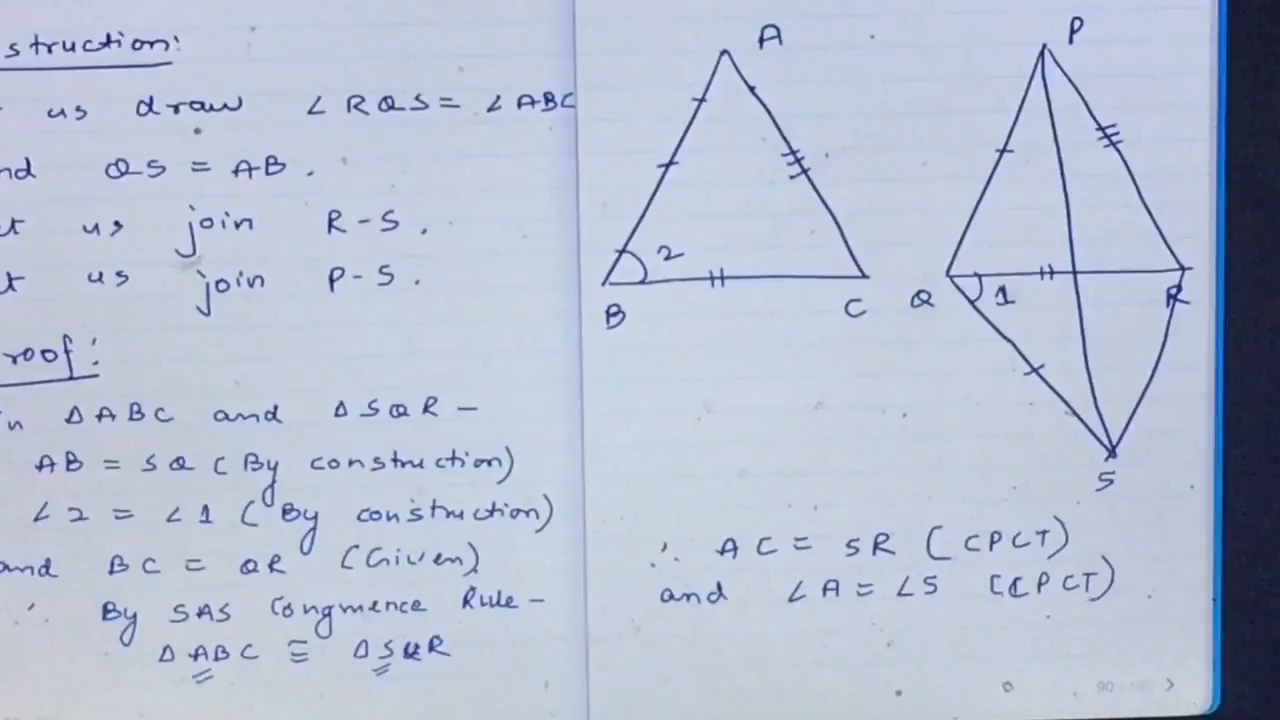 struction:
us draw ∠RQS = ∠ABC
nd QS = AB.
t us join R-S.
t us join P-S.
roof:
n ΔABC and ΔSQR -
AB = SQ (By construction)
∠2 = ∠1 (By construction)
and BC = QR (Given)
∴ By SAS Congruence Rule -
ΔABC ≅ ΔSQR
A
2
B
C
P
Q
1
R
S
∴ AC = SR (CPCT)
and ∠A = ∠S (CPCT)
90